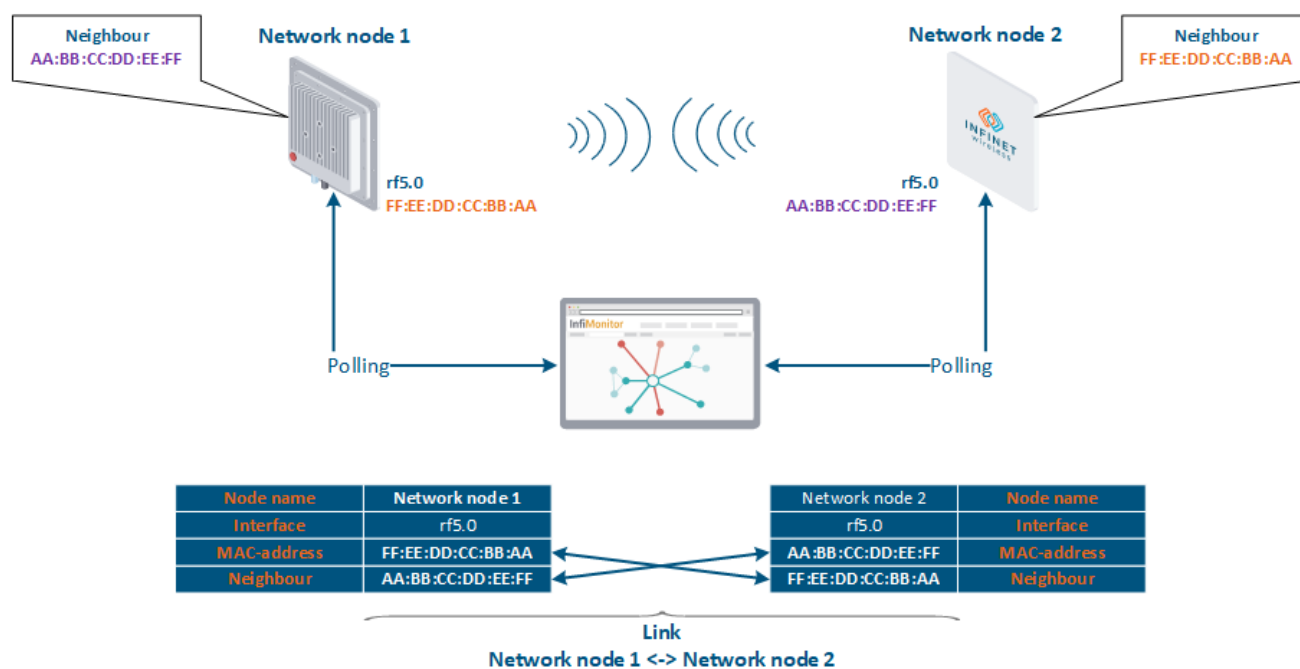 Neighbour
AA:BB:CC:DD:EE:FF
Network node 1
Network node 2
Neighbour
FF:EE:DD:CC:BB:AA
INFINET
wireless
rf5.0
FF:EE:DD:CC:BB:AA
rf5.0
AA:BB:CC:DD:EE:FF
InfiMonitor
Polling
Polling
Node name Network node 1
Interface rf5.0
MAC-address FF:EE:DD:CC:BB:AA
Neighbour AA:BB:CC:DD:EE:FF
Network node 2 Node name
rf5.0 Interface
AA:BB:CC:DD:EE:FF MAC-address
FF:EE:DD:CC:BB:AA Neighbour
Link
Network node 1 <-> Network node 2